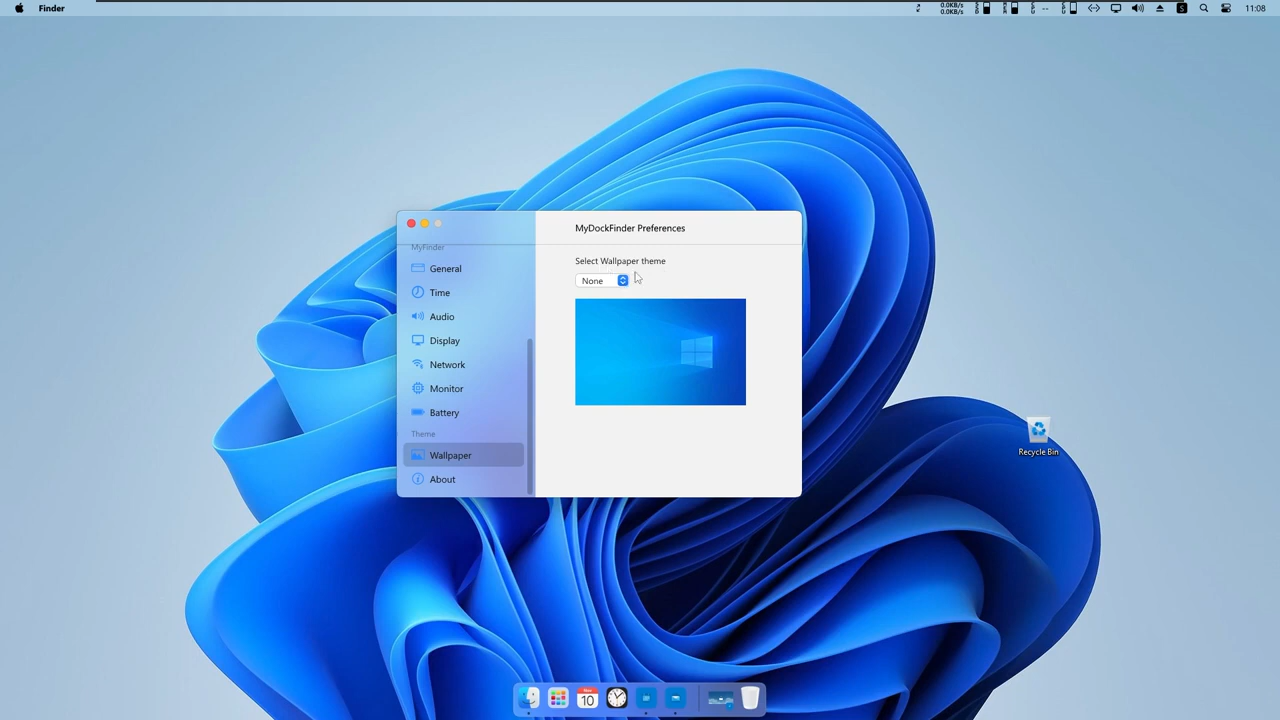 Finder
0.0KB/s
0.0KB/s
--
S
11:08
MyDockFinder Preferences
MyFinder
General
Time
Audio
Display
Network
Monitor
Battery
Theme
Wallpaper
About
Select Wallpaper theme
None
Recycle Bin
10